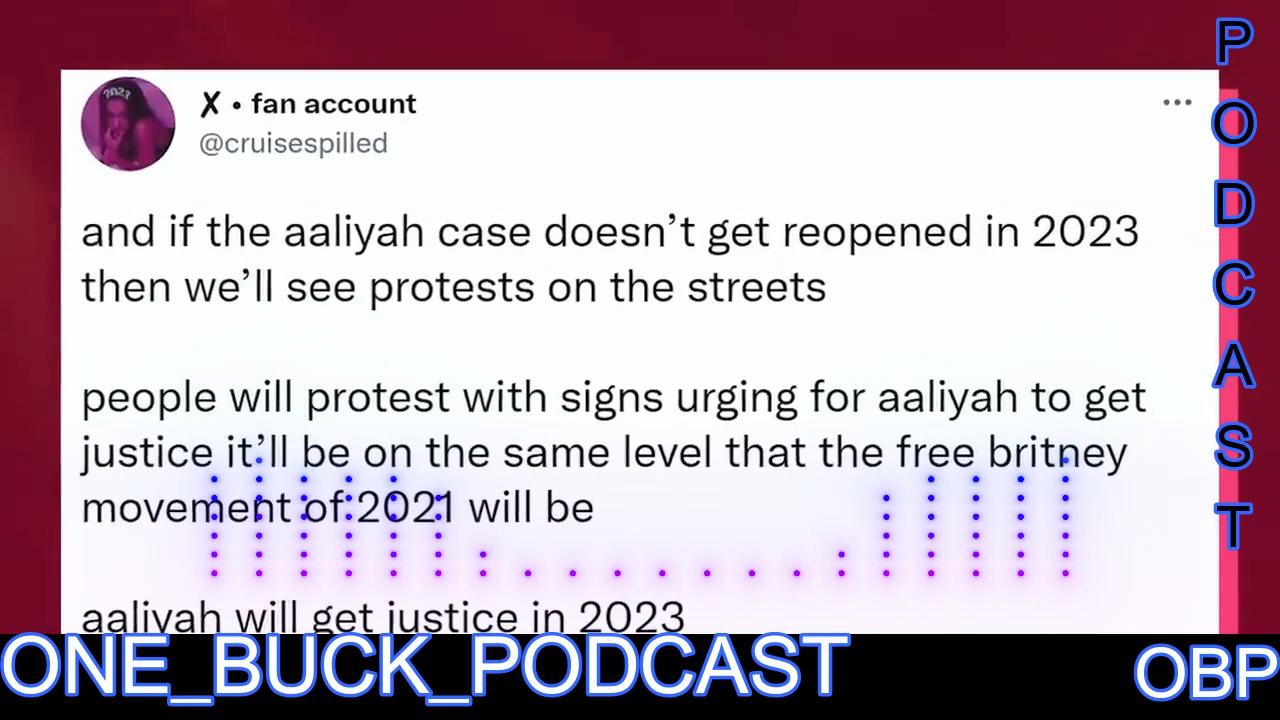 X • fan account
@cruisespilled
and if the aaliyah case doesn’t get reopened in 2023
then we’ll see protests on the streets
people will protest with signs urging for aaliyah to get
justice it’ll be on the same level that the free britney
movement of 2021 will be
aaliyah will get justice in 2023
PODCAST
ONE_BUCK_PODCAST
OBP